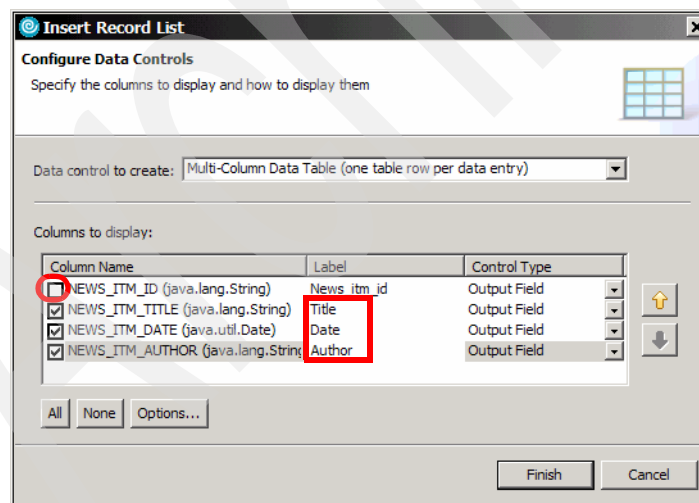 Insert Record List
Configure Data Controls
Specify the columns to display and how to display them
Data control to create: Multi-Column Data Table (one table row per data entry)
Columns to display:
Column Name Label Control Type
NEWS_ITM_ID (java.lang.String) News_itm_id Output Field
NEWS_ITM_TITLE (java.lang.String) Title Output Field
NEWS_ITM_DATE (java.util.Date) Date Output Field
NEWS_ITM_AUTHOR (java.lang.String Author Output Field
All None Options...
Finish Cancel